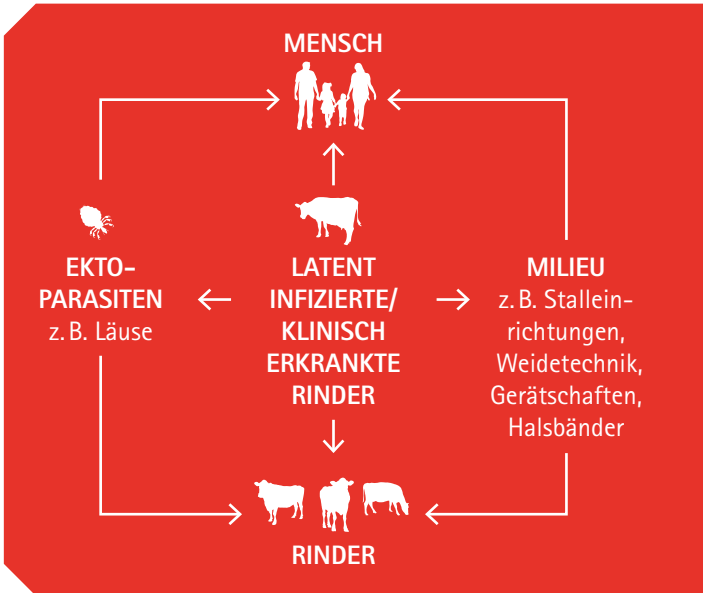 MENSCH
EKTO-
PARASITEN
z. B. Läuse
LATENT
INFIZIERTE/
KLINISCH
ERKRANKTE
RINDER
MILIEU
z. B. Stallein-
richtungen,
Weidetechnik,
Gerätschaften,
Halsbänder
RINDER